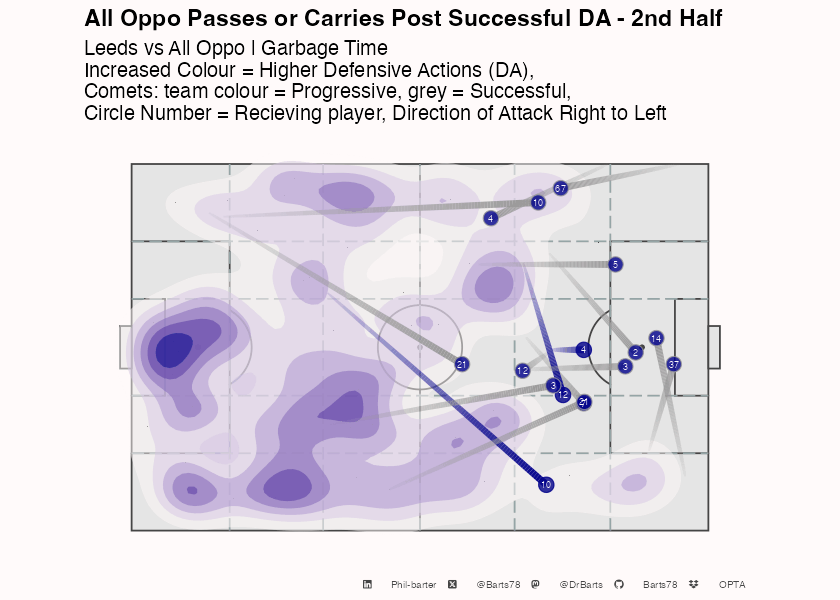 All Oppo Passes or Carries Post Successful DA - 2nd Half
Leeds vs All Oppo | Garbage Time
Increased Colour = Higher Defensive Actions (DA),
Comets: team colour = Progressive, grey = Successful,
Circle Number = Recieving player, Direction of Attack Right to Left
67
10
4
5
4
14
2
21
37
3
12
3
12
10
Phil-barter @Barts78 @DrBarts Barts78 OPTA